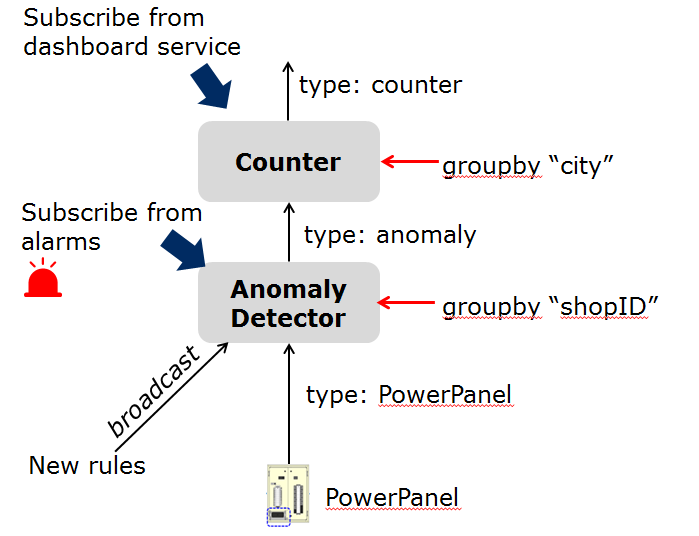 Subscribe from
dashboard service
type: counter
Counter
groupby “city”
Subscribe from
alarms
type: anomaly
Anomaly
Detector
groupby “shopID”
broadcast
type: PowerPanel
New rules
PowerPanel